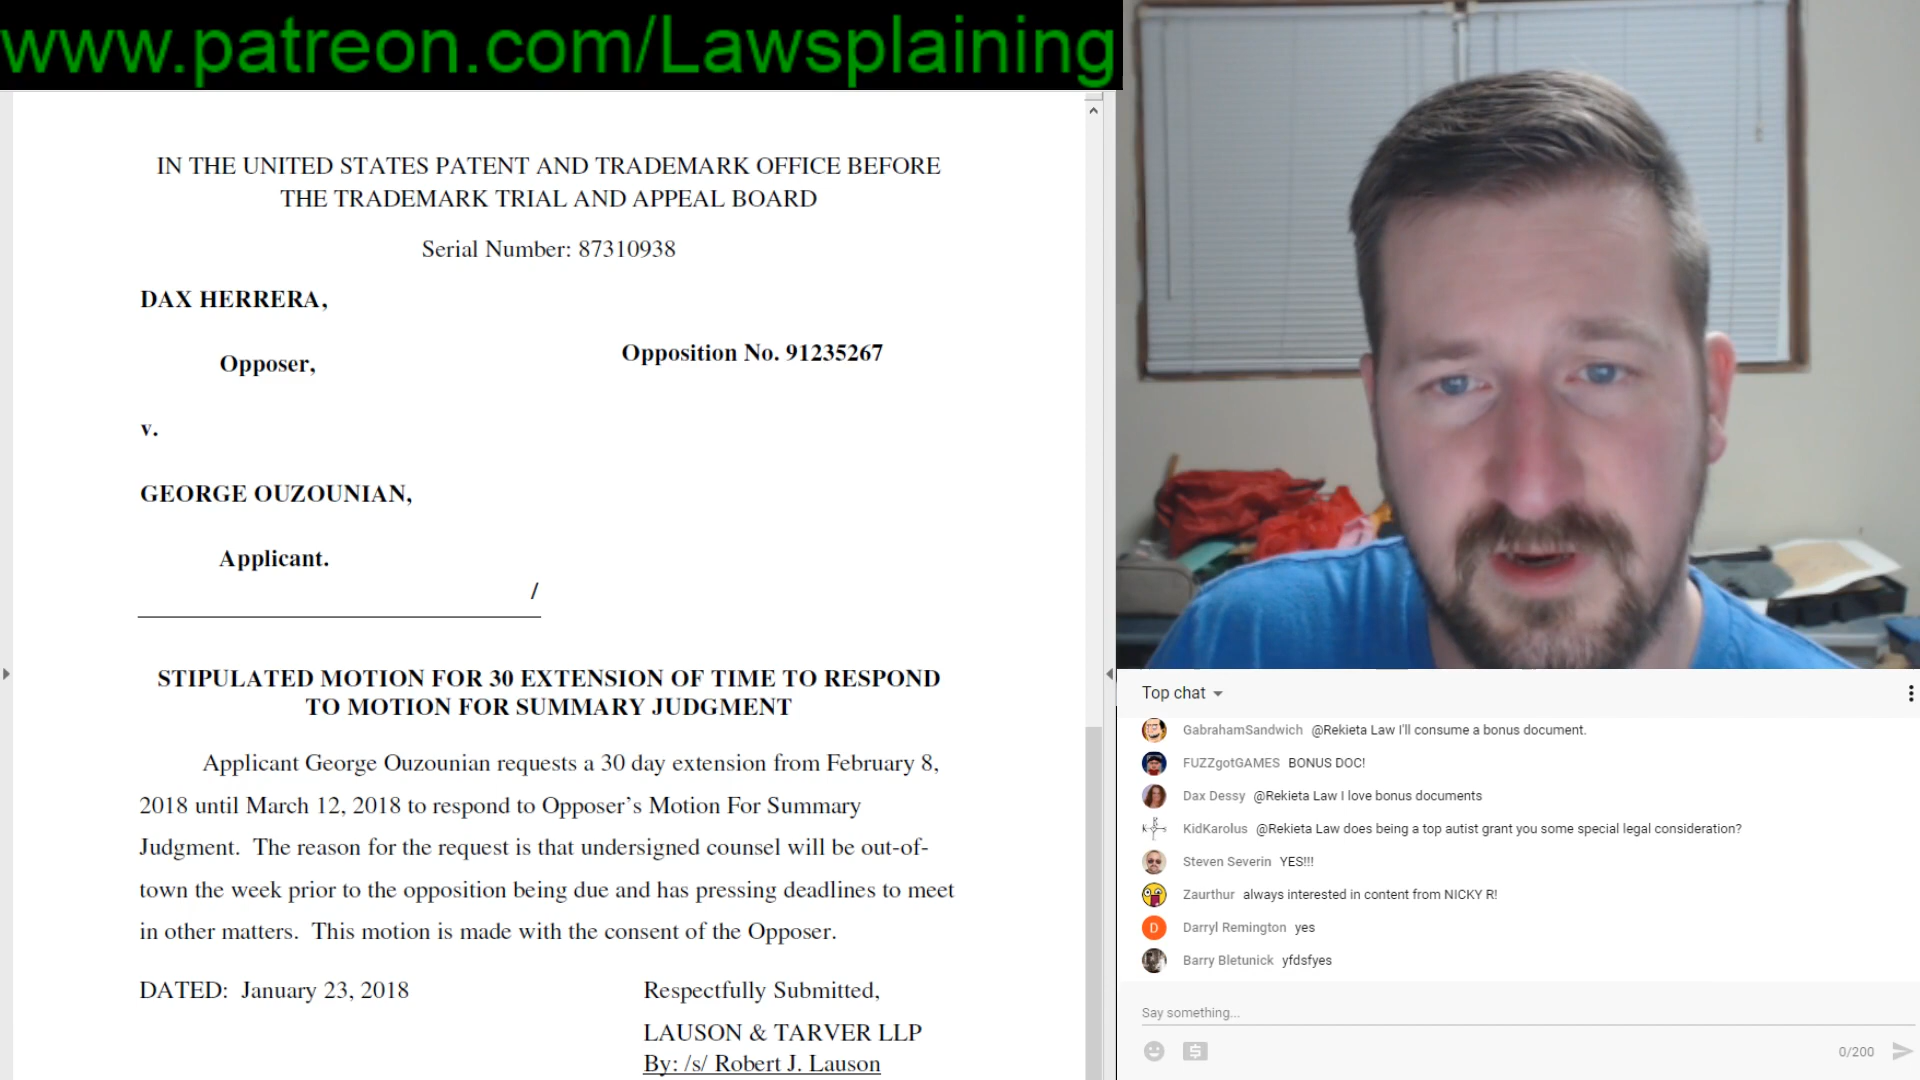 www.patreon.com/Lawsplaining
IN THE UNITED STATES PATENT AND TRADEMARK OFFICE BEFORE
THE TRADEMARK TRIAL AND APPEAL BOARD
Serial Number: 87310938
DAX HERRERA,
Opposer,
Opposition No. 91235267
v.
GEORGE OUZOUNIAN,
Applicant.
/
STIPULATED MOTION FOR 30 EXTENSION OF TIME TO RESPOND
TO MOTION FOR SUMMARY JUDGMENT
Applicant George Ouzounian requests a 30 day extension from February 8,
2018 until March 12, 2018 to respond to Opposer’s Motion For Summary
Judgment. The reason for the request is that undersigned counsel will be out-of-
town the week prior to the opposition being due and has pressing deadlines to meet
in other matters. This motion is made with the consent of the Opposer.
DATED: January 23, 2018
Respectfully Submitted,
LAUSON & TARVER LLP
By: /s/ Robert J. Lauson
Top chat
GabrahamSandwich @Rekieta Law I'll consume a bonus document.
FUZZgotGAMES BONUS DOC!
Dax Dessy @Rekieta Law I love bonus documents
KidKarolus @Rekieta Law does being a top autist grant you some special legal consideration?
Steven Severin YES!!!
Zaurthur always interested in content from NICKY R!
D Darryl Remington yes
Barry Bletunick yfdsfyes
Say something...
0/200